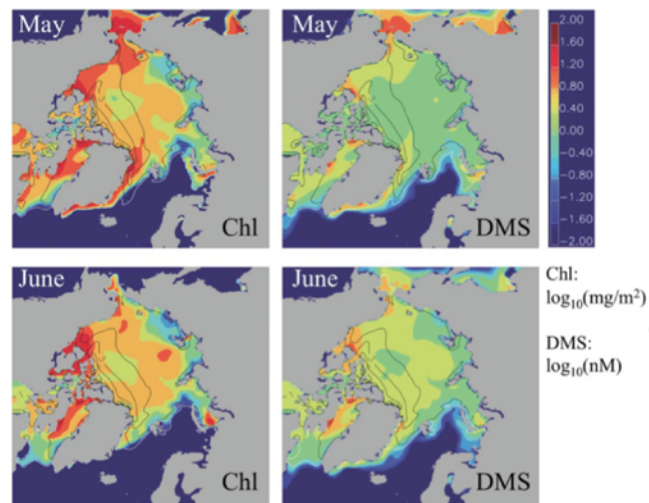 May
Chl
May
DMS
2.00
1.60
1.20
0.80
0.40
0.00
−0.40
−0.80
−1.20
−1.60
−2.00
June
Chl
June
DMS
Chl:
log₁₀(mg/m²)
DMS:
log₁₀(nM)